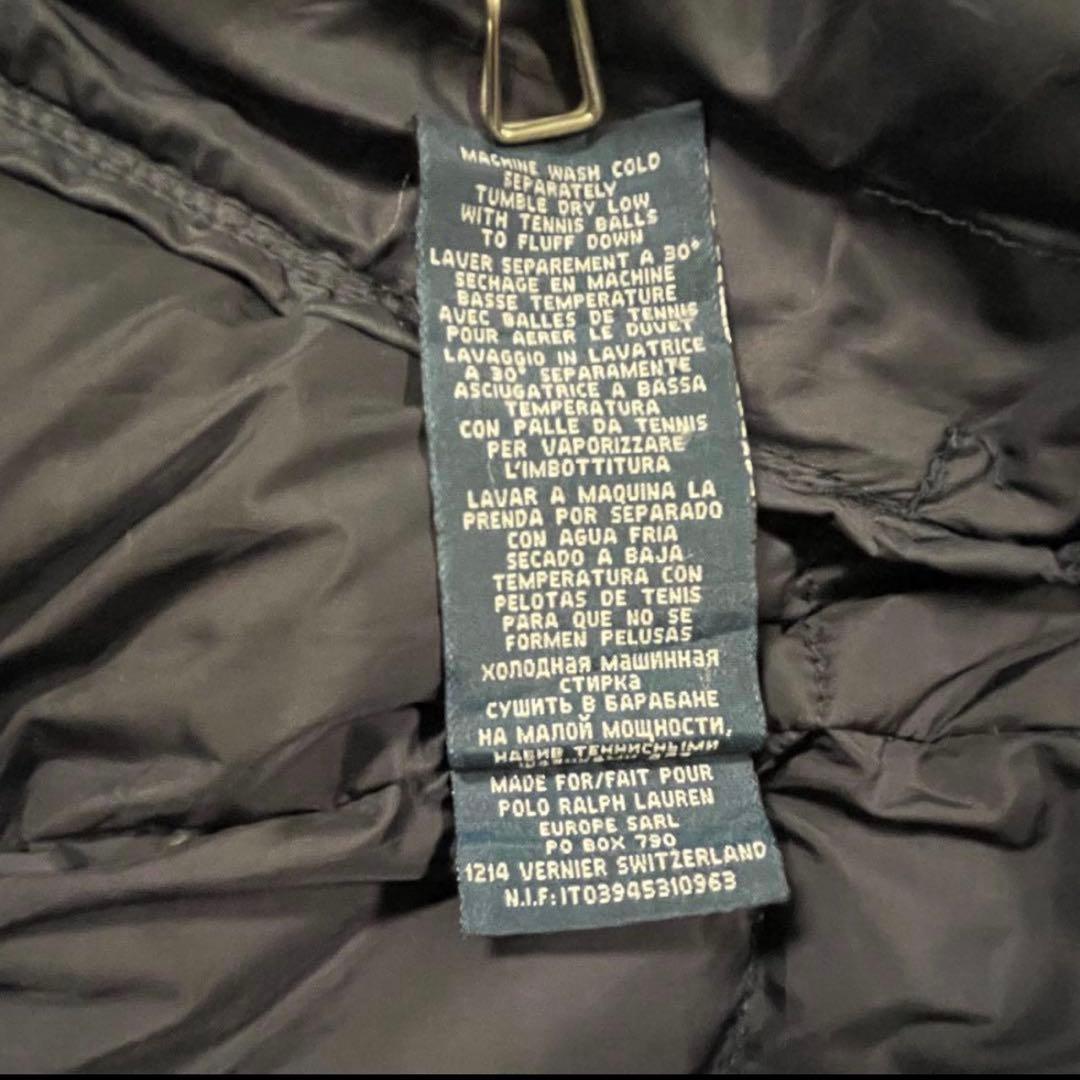 MACHINE WASH COLD
SEPARATELY
TUMBLE DRY LOW
WITH TENNIS BALLS
TO FLUFF DOWN
LAVER SEPAREMENT A 30°
SECHAGE EN MACHINE
BASSE TEMPERATURE
AVEC BALLES DE TENNIS
POUR AERER LE DUVET
LAVAGGIO IN LAVATRICE
A 30° SEPARAMENTE
ASCIUGATRICE A BASSA
TEMPERATURA
CON PALLE DA TENNIS
PER VAPORIZZARE
L'IMBOTTITURA
LAVAR A MAQUINA LA
PRENDA POR SEPARADO
CON AGUA FRIA
SECADO A BAJA
TEMPERATURA CON
PELOTAS DE TENIS
PARA QUE NO SE
FORMEN PELUSAS
ХОЛОДНАЯ МАШИННАЯ
СТИРКА
СУШИТЬ В БАРАБАНЕ
НА МАЛОЙ МОЩНОСТИ,
ТЕННИСНЫМИ
MADE FOR/FAIT POUR
POLO RALPH LAUREN
EUROPE SARL
PO BOX 790
1214 VERNIER SWITZERLAND
N.I.F:IT03945310963